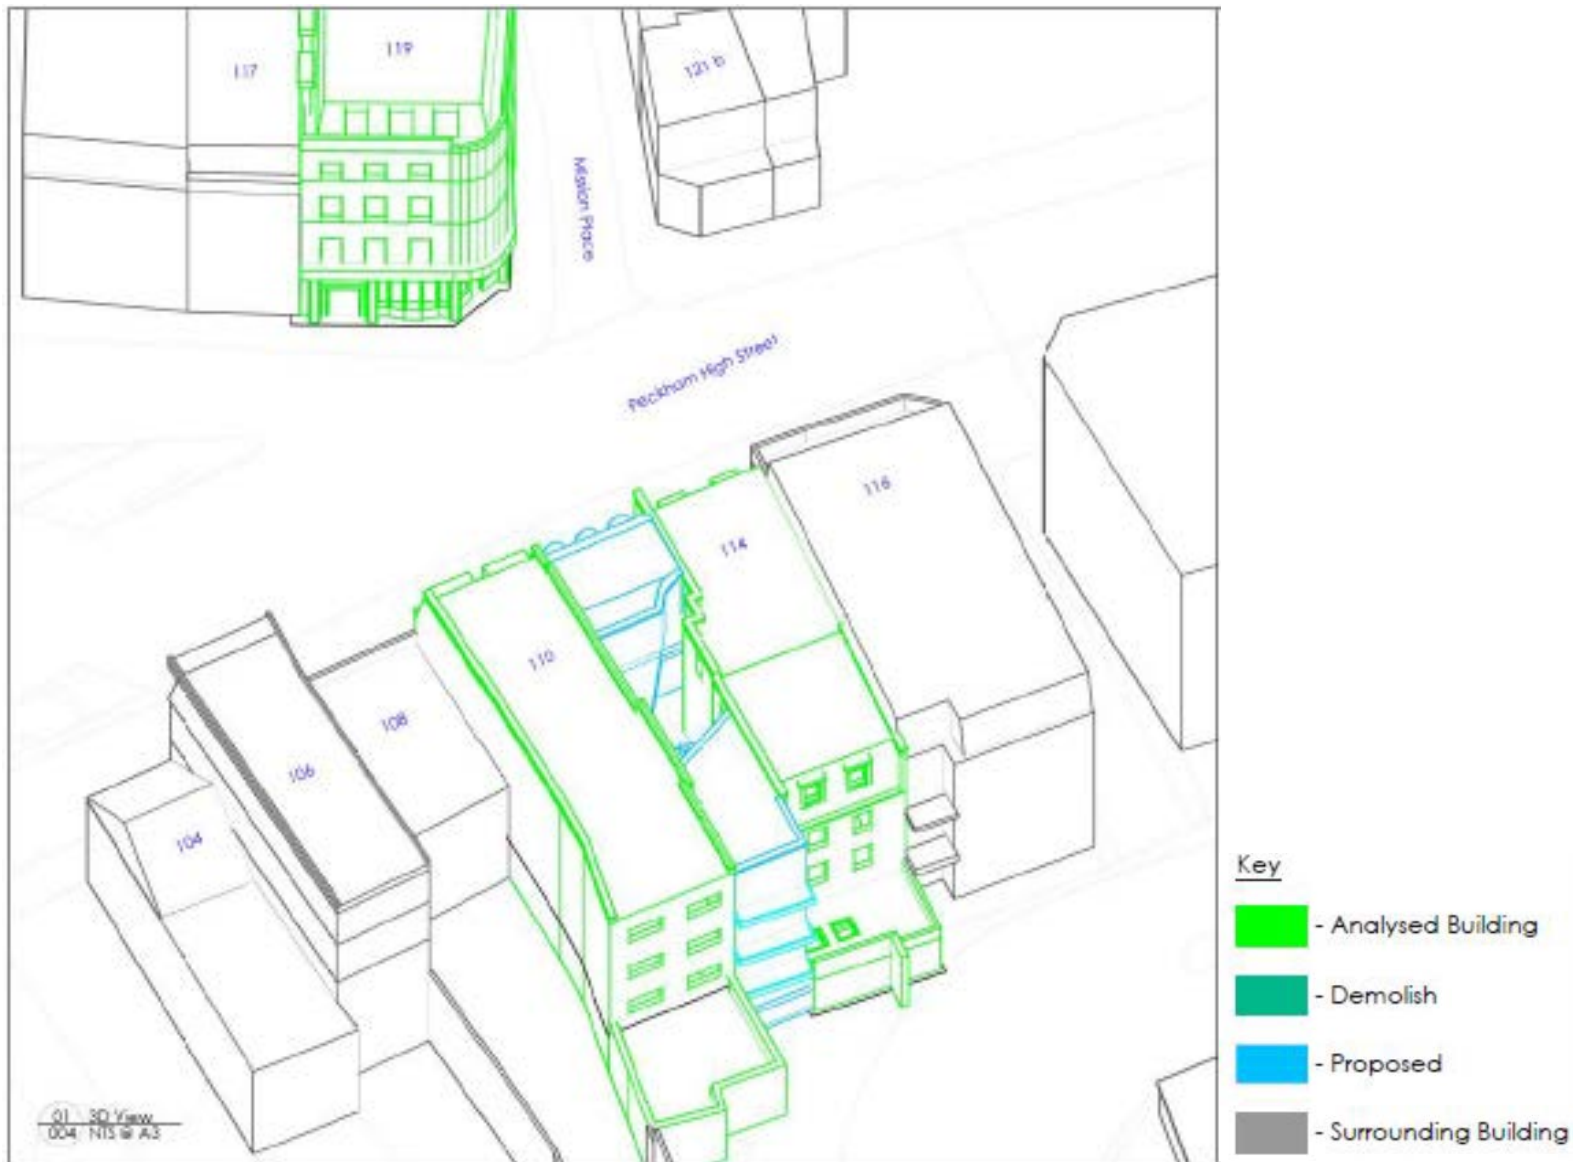 117
119
121 b
Mission Place
Peckham High Street
116
114
110
108
106
104
Key
- Analysed Building
- Demolish
- Proposed
- Surrounding Building
01 3D View
004 NTS @ A3